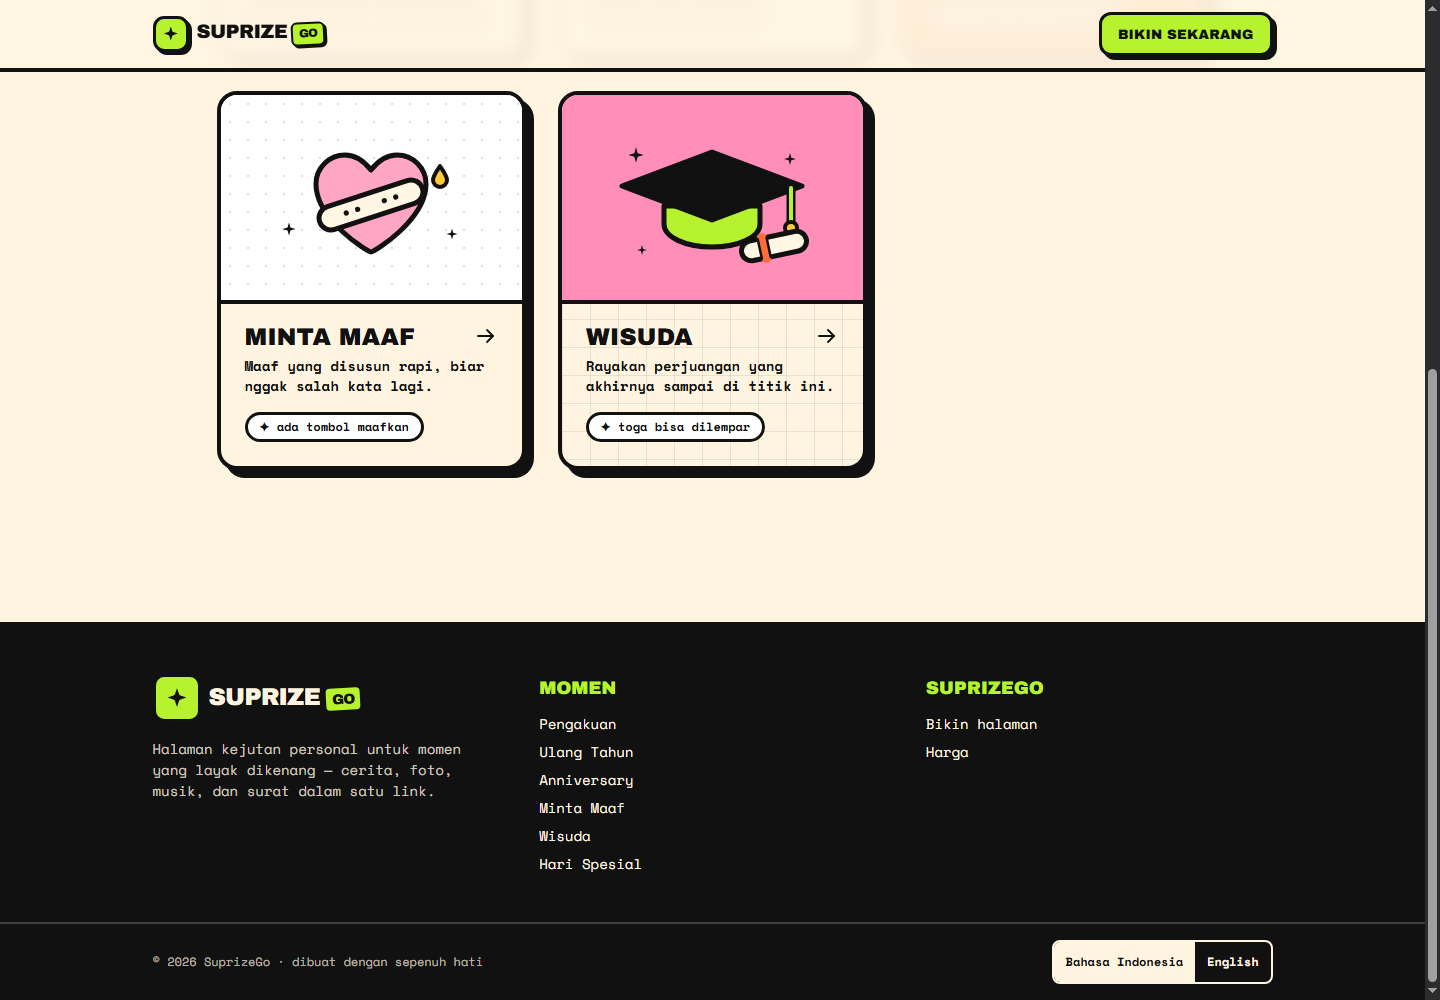 SUPRIZE GO
BIKIN SEKARANG
MINTA MAAF
Maaf yang disusun rapi, biar
nggak salah kata lagi.
✦ ada tombol maafkan
WISUDA
Rayakan perjuangan yang
akhirnya sampai di titik ini.
✦ toga bisa dilempar
SUPRIZE GO
Halaman kejutan personal untuk momen
yang layak dikenang — cerita, foto,
musik, dan surat dalam satu link.
MOMEN
Pengakuan
Ulang Tahun
Anniversary
Minta Maaf
Wisuda
Hari Spesial
SUPRIZEGO
Bikin halaman
Harga
© 2026 SuprizeGo · dibuat dengan sepenuh hati
Bahasa Indonesia
English